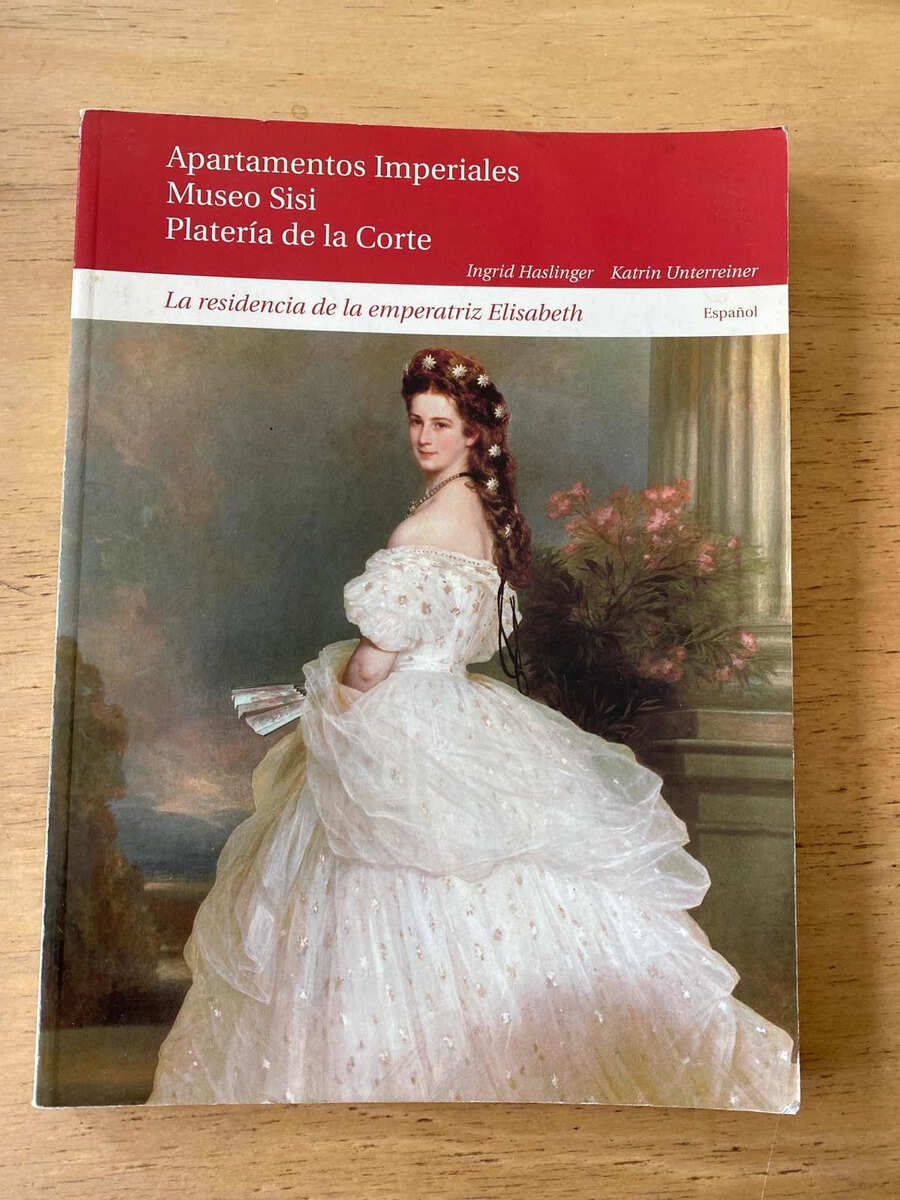 Apartamentos Imperiales
Museo Sisi
Platería de la Corte
Ingrid Haslinger Katrin Unterreiner
La residencia de la emperatriz Elisabeth
Español